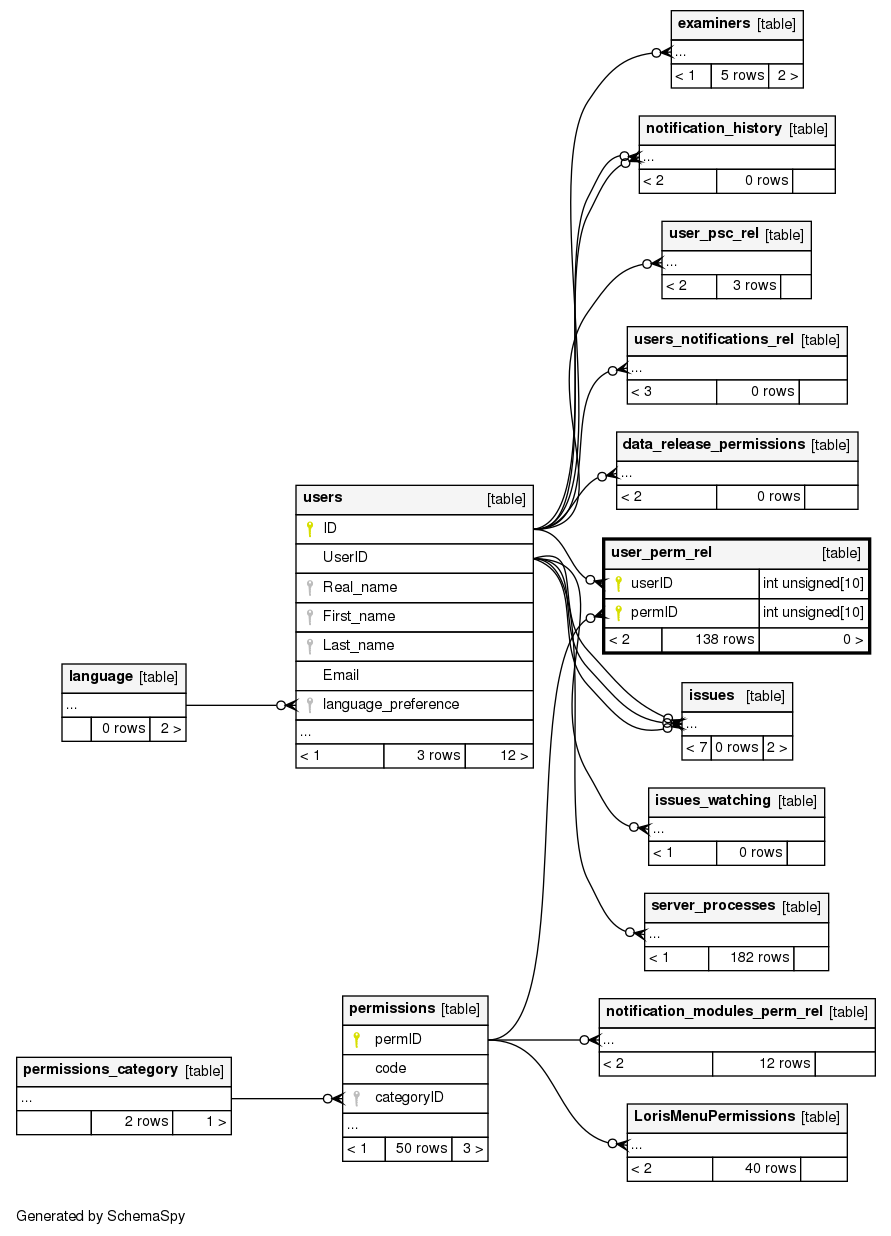 examiners [table]
...
< 1 5 rows 2 >
notification_history [table]
...
< 2 0 rows
user_psc_rel [table]
...
< 2 3 rows
users_notifications_rel [table]
...
< 3 0 rows
data_release_permissions [table]
...
< 2 0 rows
users [table]
ID
UserID
Real_name
First_name
Last_name
Email
language_preference
...
< 1 3 rows 12 >
user_perm_rel [table]
userID int unsigned[10]
permID int unsigned[10]
< 2 138 rows 0 >
language [table]
...
0 rows 2 >
issues [table]
...
< 7 0 rows 2 >
issues_watching [table]
...
< 1 0 rows
server_processes [table]
...
< 1 182 rows
permissions [table]
permID
code
categoryID
...
< 1 50 rows 3 >
notification_modules_perm_rel [table]
...
< 2 12 rows
permissions_category [table]
...
2 rows 1 >
LorisMenuPermissions [table]
...
< 2 40 rows
Generated by SchemaSpy